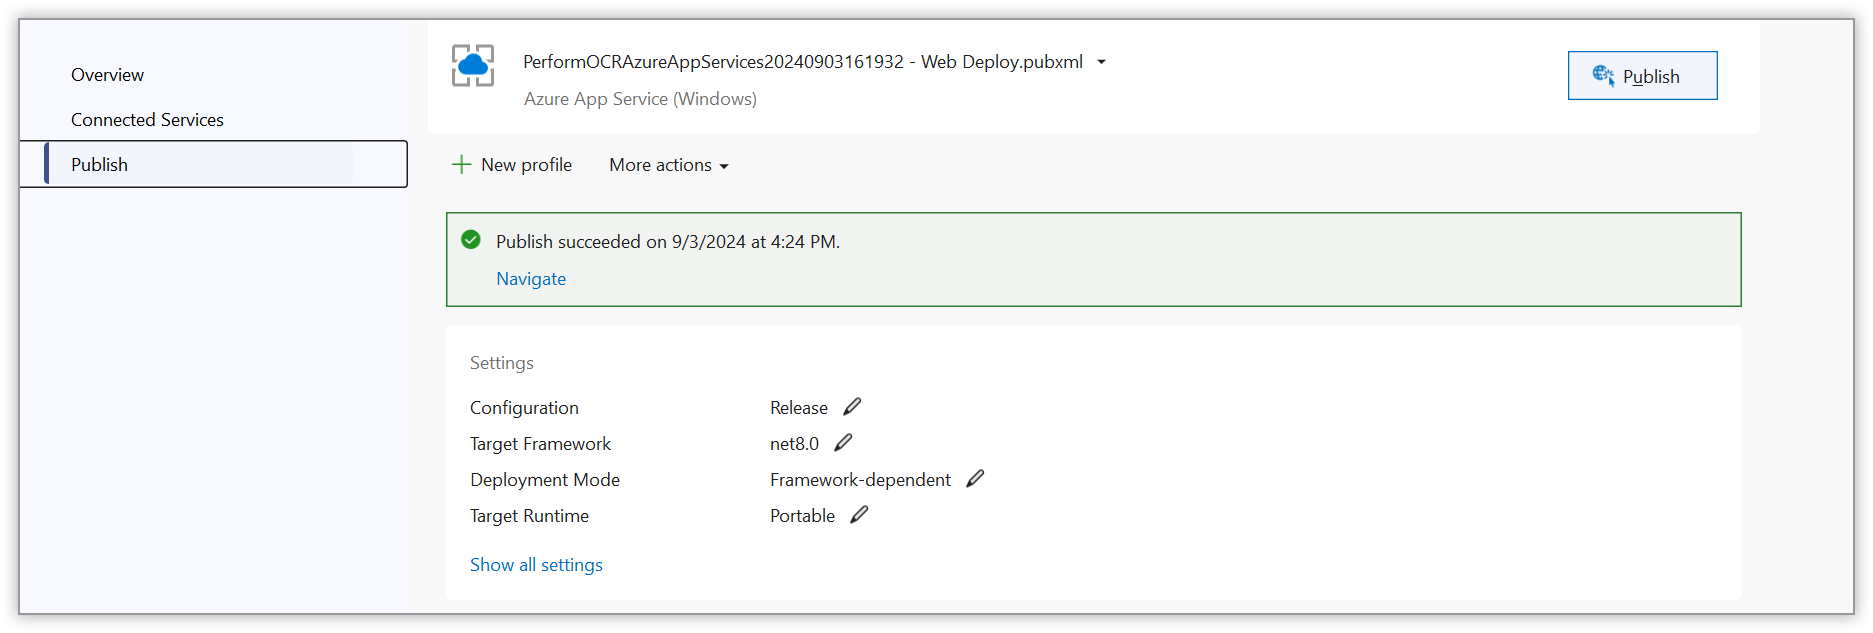 Overview
Connected Services
Publish
PerformOCRAzureAppServices20240903161932 - Web Deploy.pubxml
Azure App Service (Windows)
Publish
New profile
More actions
Publish succeeded on 9/3/2024 at 4:24 PM.
Navigate
Settings
Configuration Release
Target Framework net8.0
Deployment Mode Framework-dependent
Target Runtime Portable
Show all settings